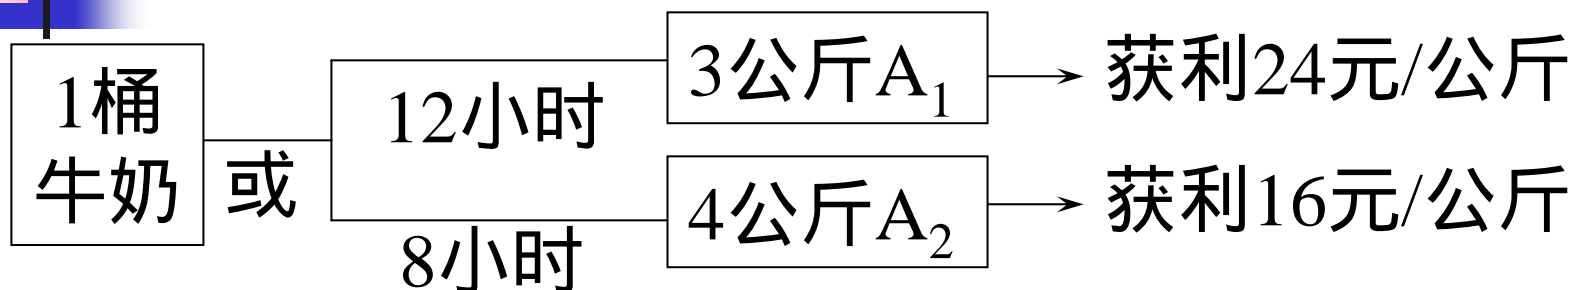 1桶
牛奶
或
12小时
3公斤A₁
获利24元/公斤
8小时
4公斤A₂
获利16元/公斤